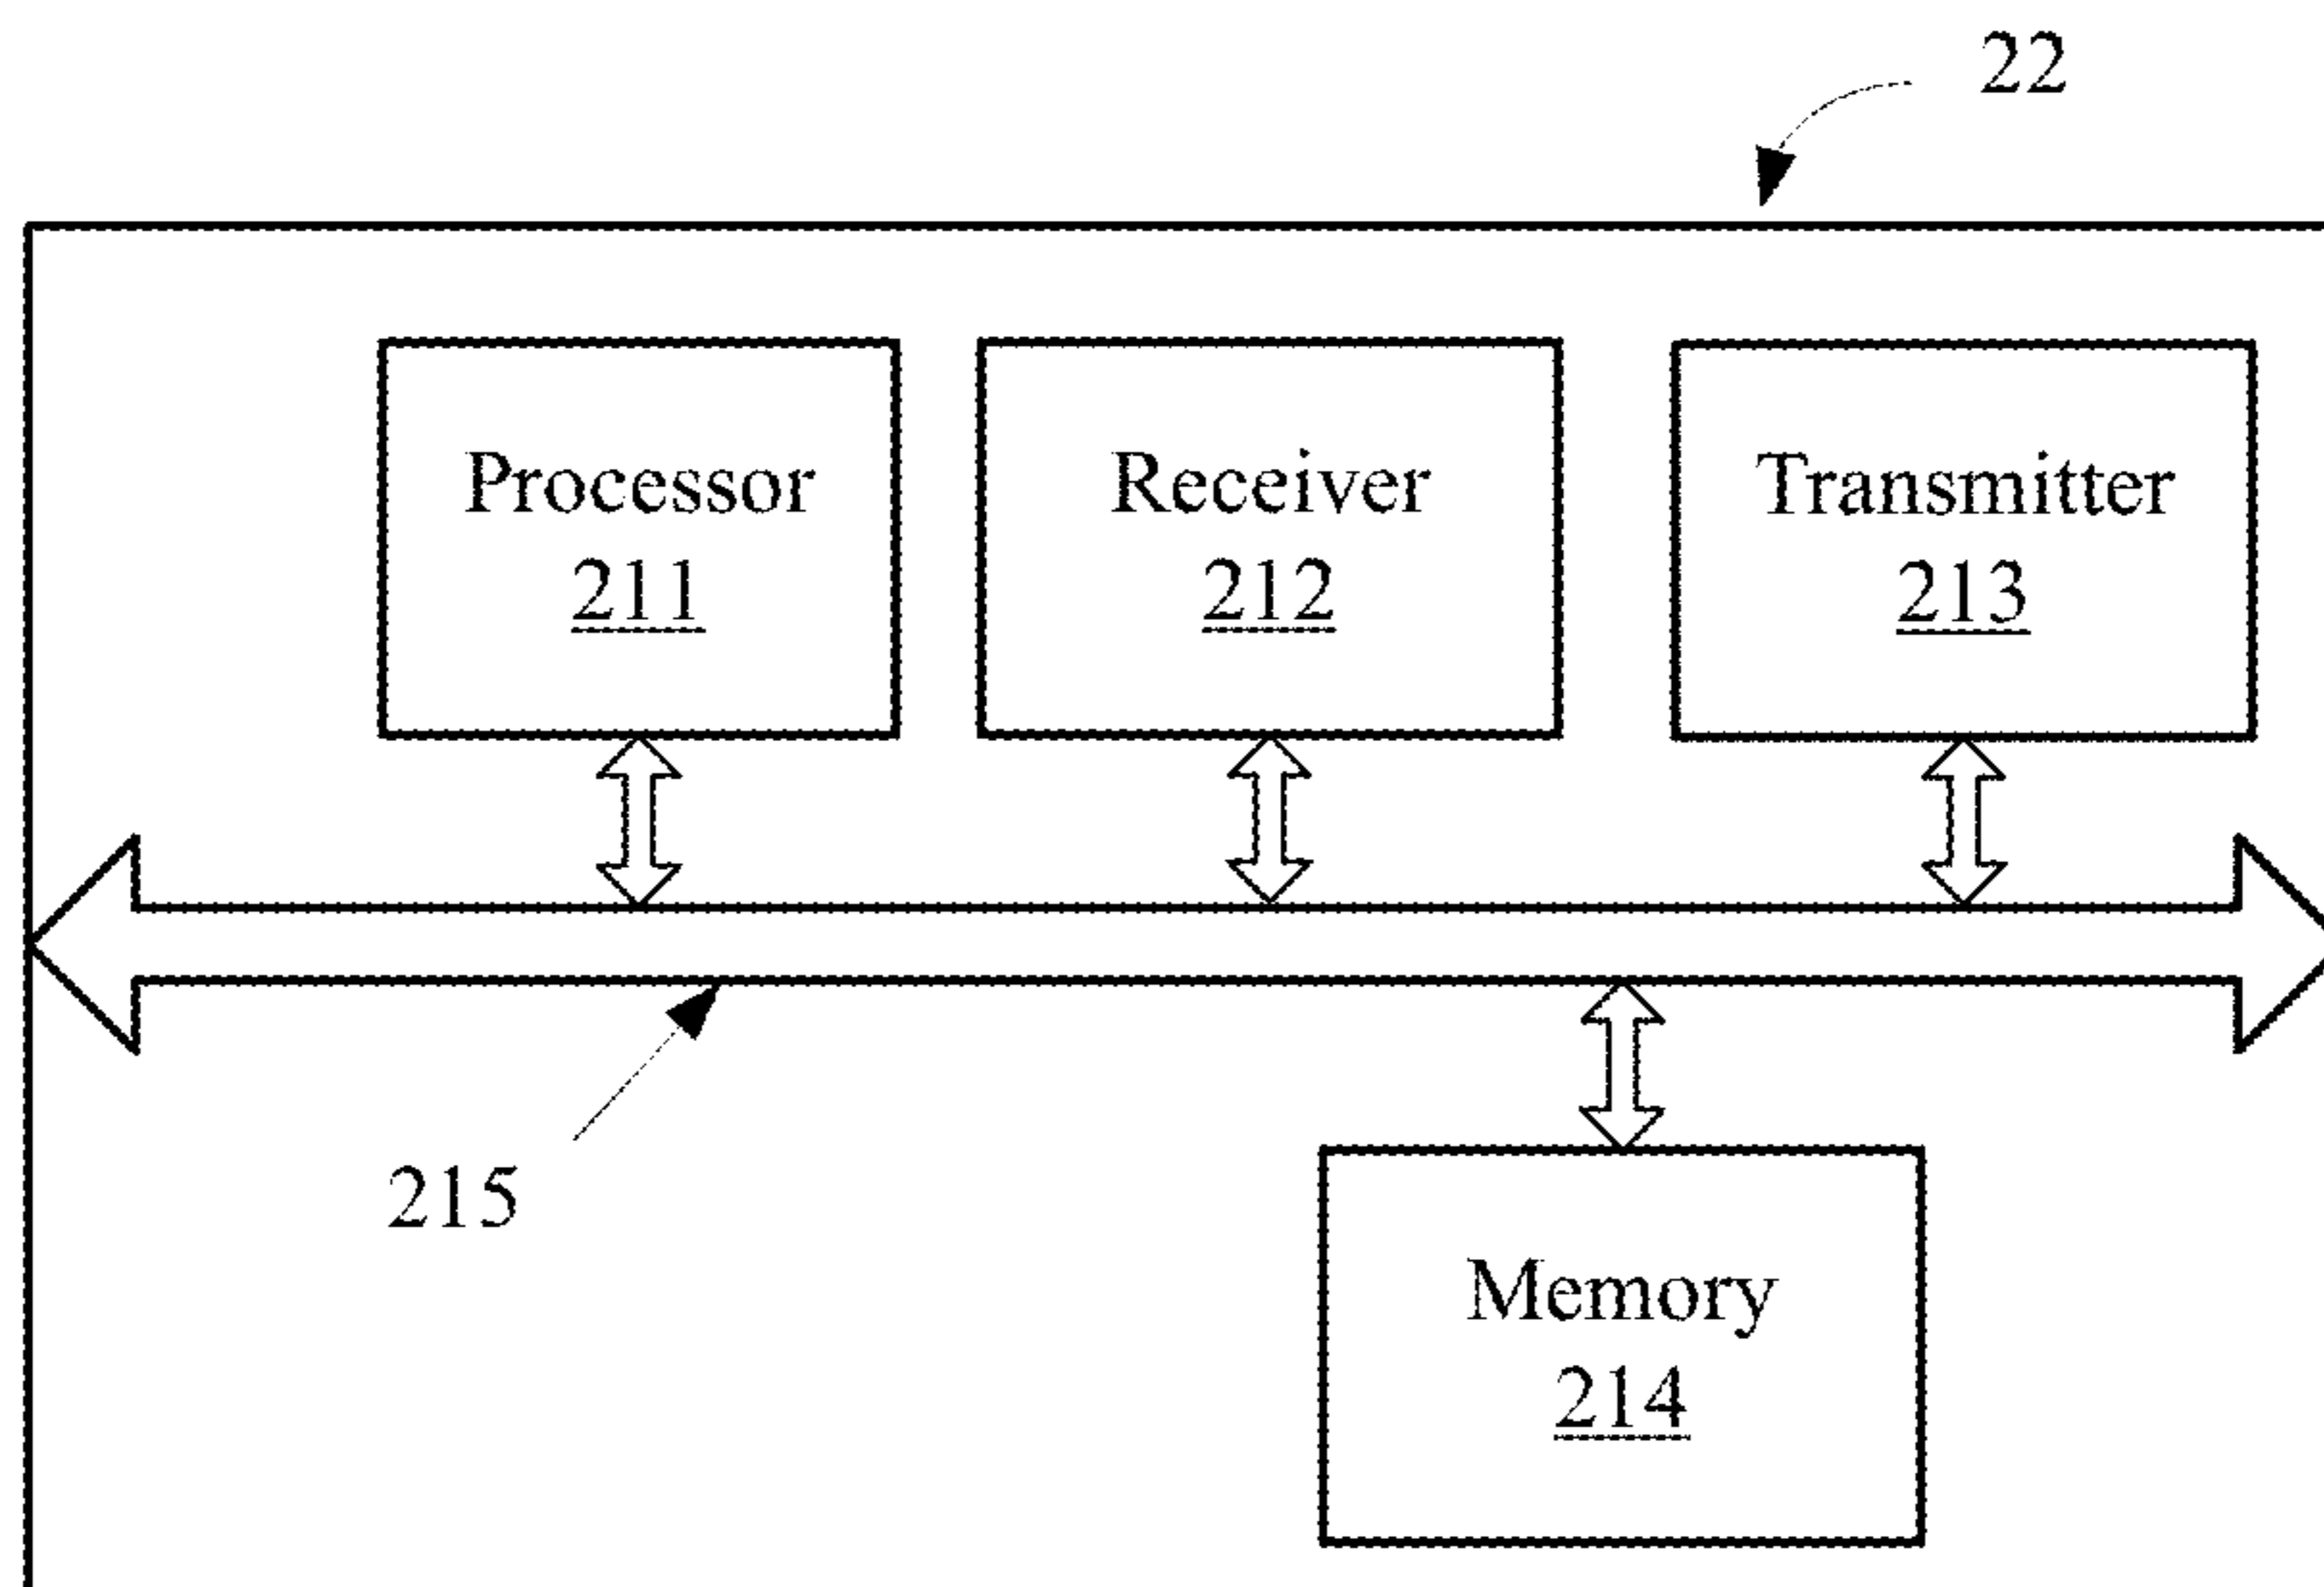 22
Processor
211
Receiver
212
Transmitter
213
215
Memory
214